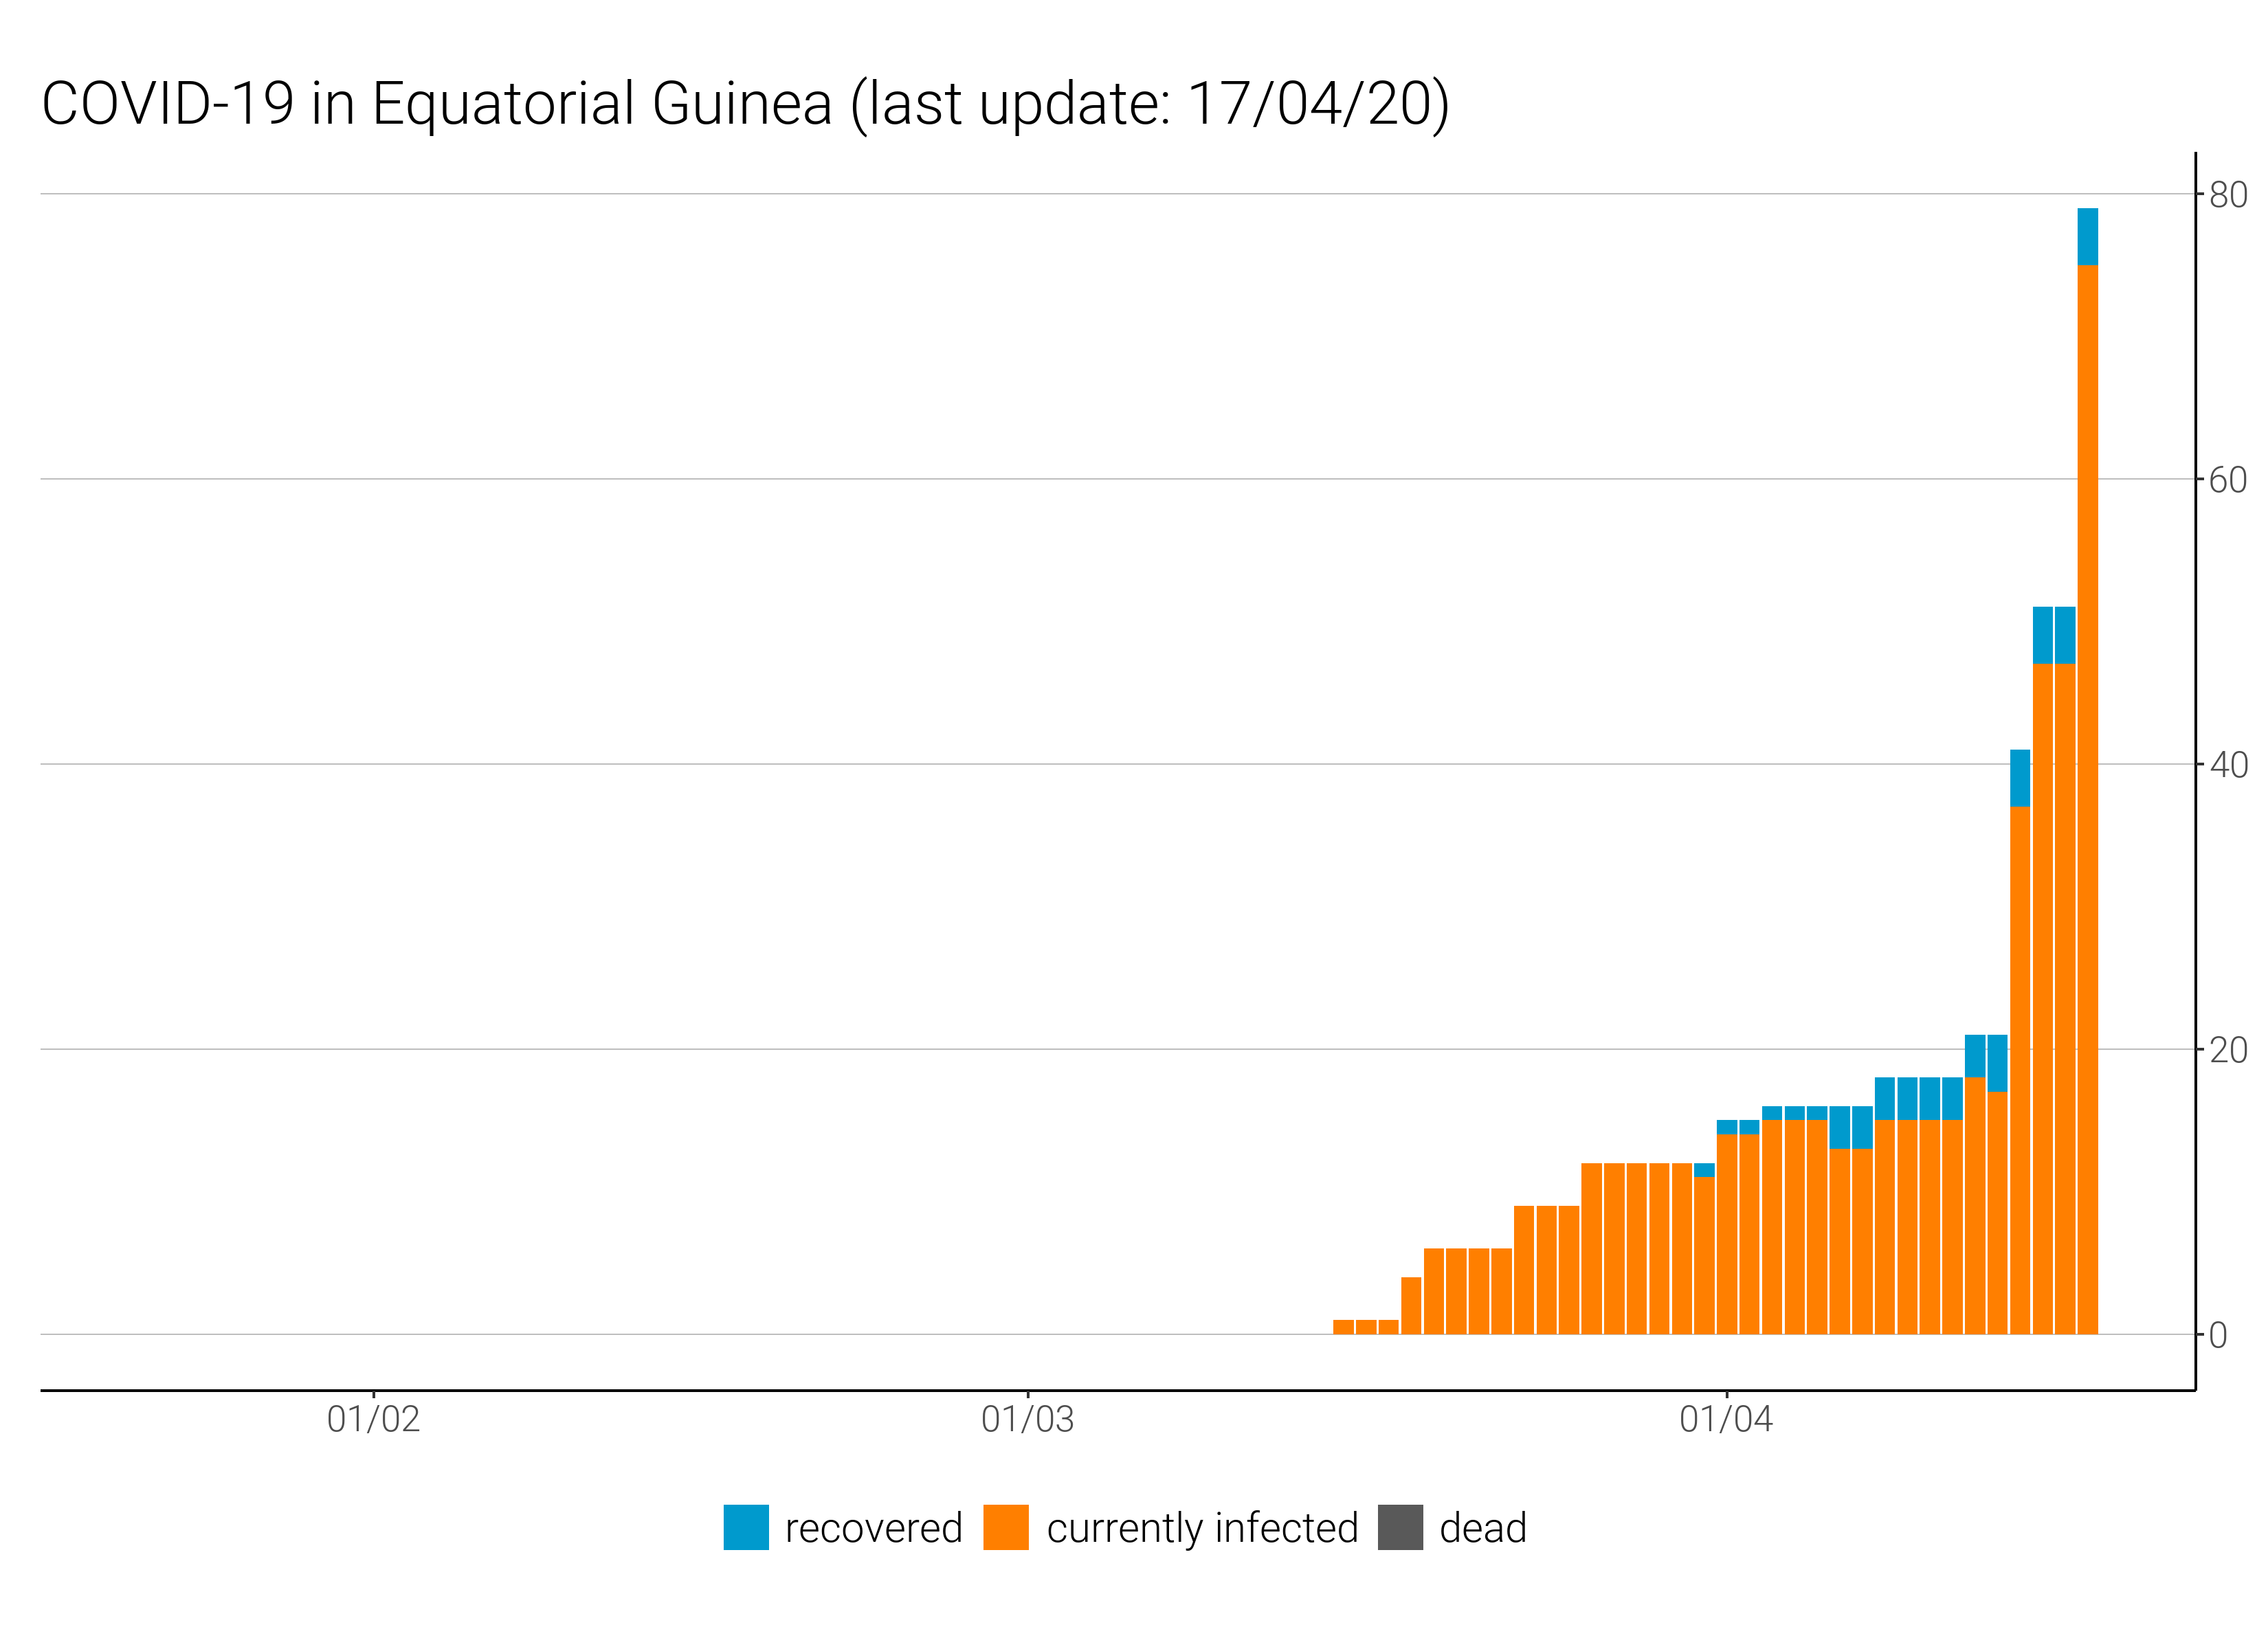 COVID-19 in Equatorial Guinea (last update: 17/04/20)
80
60
40
20
0
01/02 01/03 01/04
recovered currently infected dead